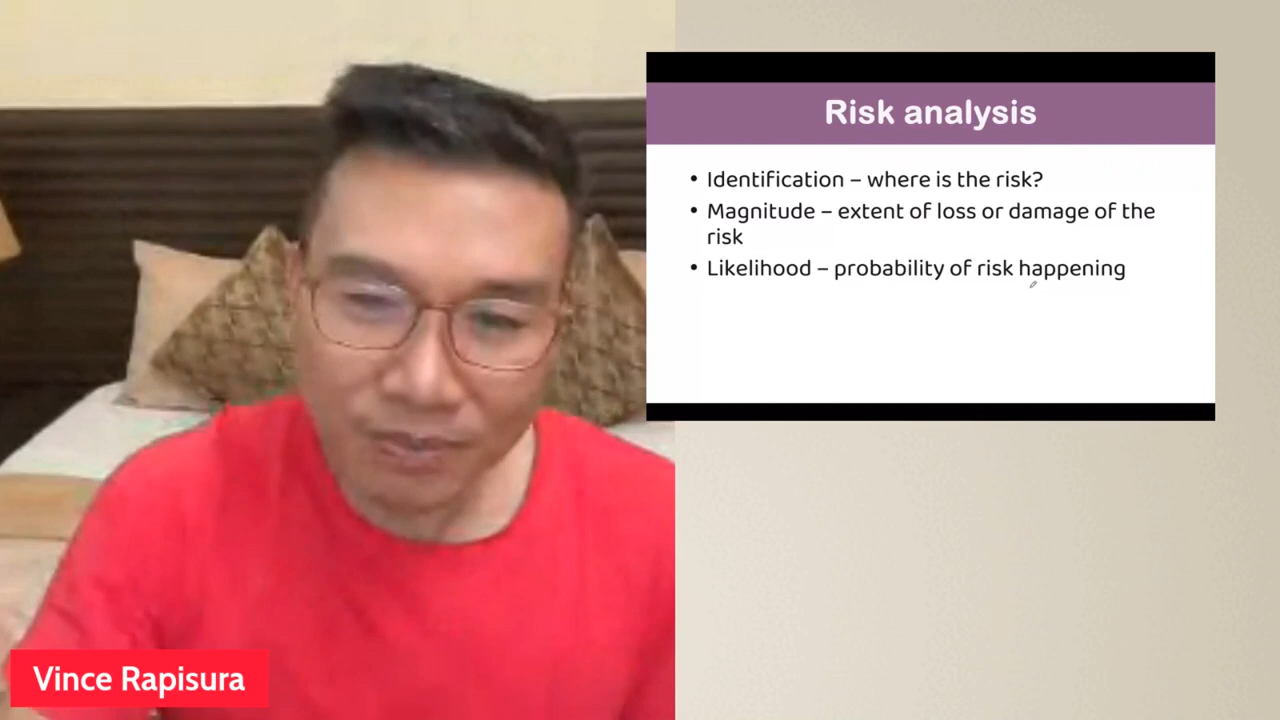 Risk analysis
• Identification – where is the risk?
• Magnitude – extent of loss or damage of the
risk
• Likelihood – probability of risk happening
Vince Rapisura